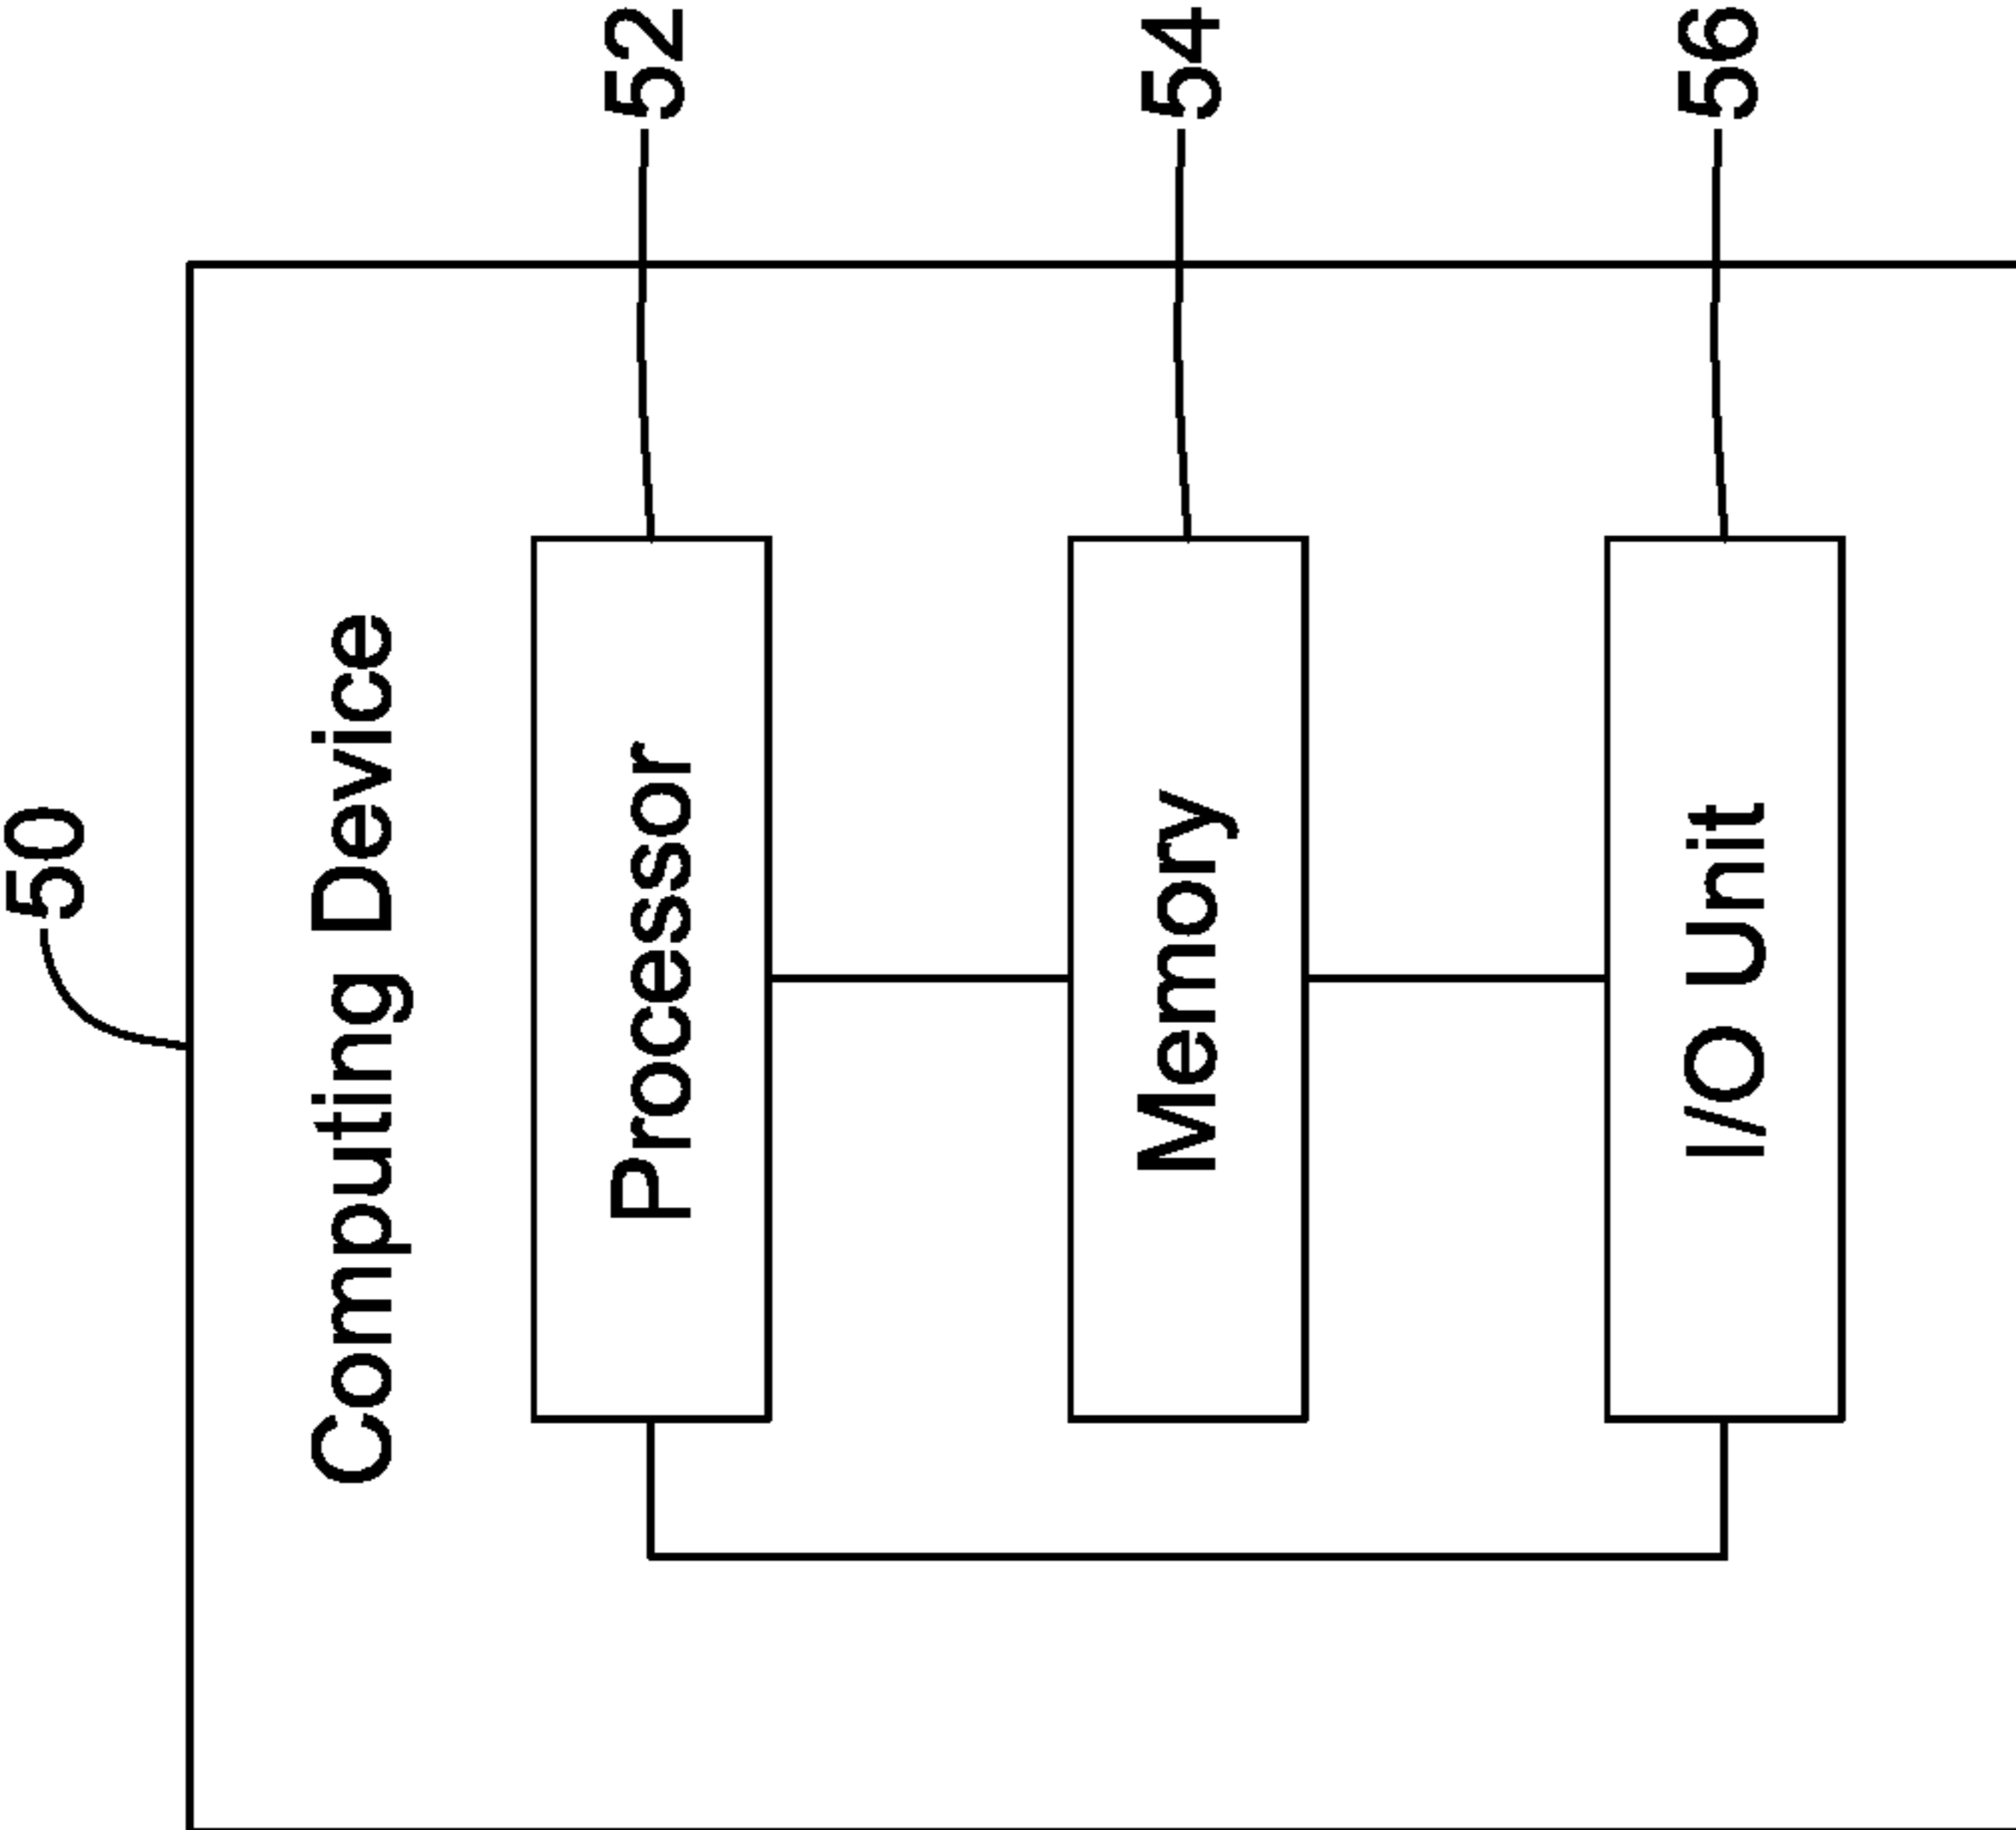 50
Computing Device
Processor
52
Memory
54
I/O Unit
56